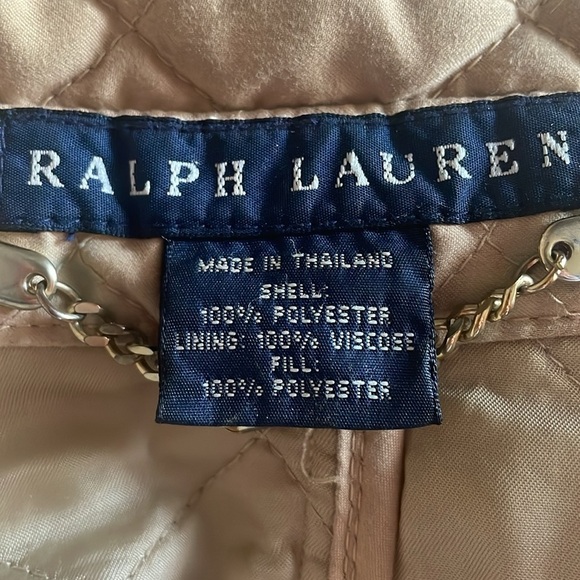 RALPH LAUREN
MADE IN THAILAND
SHELL:
100% POLYESTER
LINING: 100% VISCOSE
FILL:
100% POLYESTER